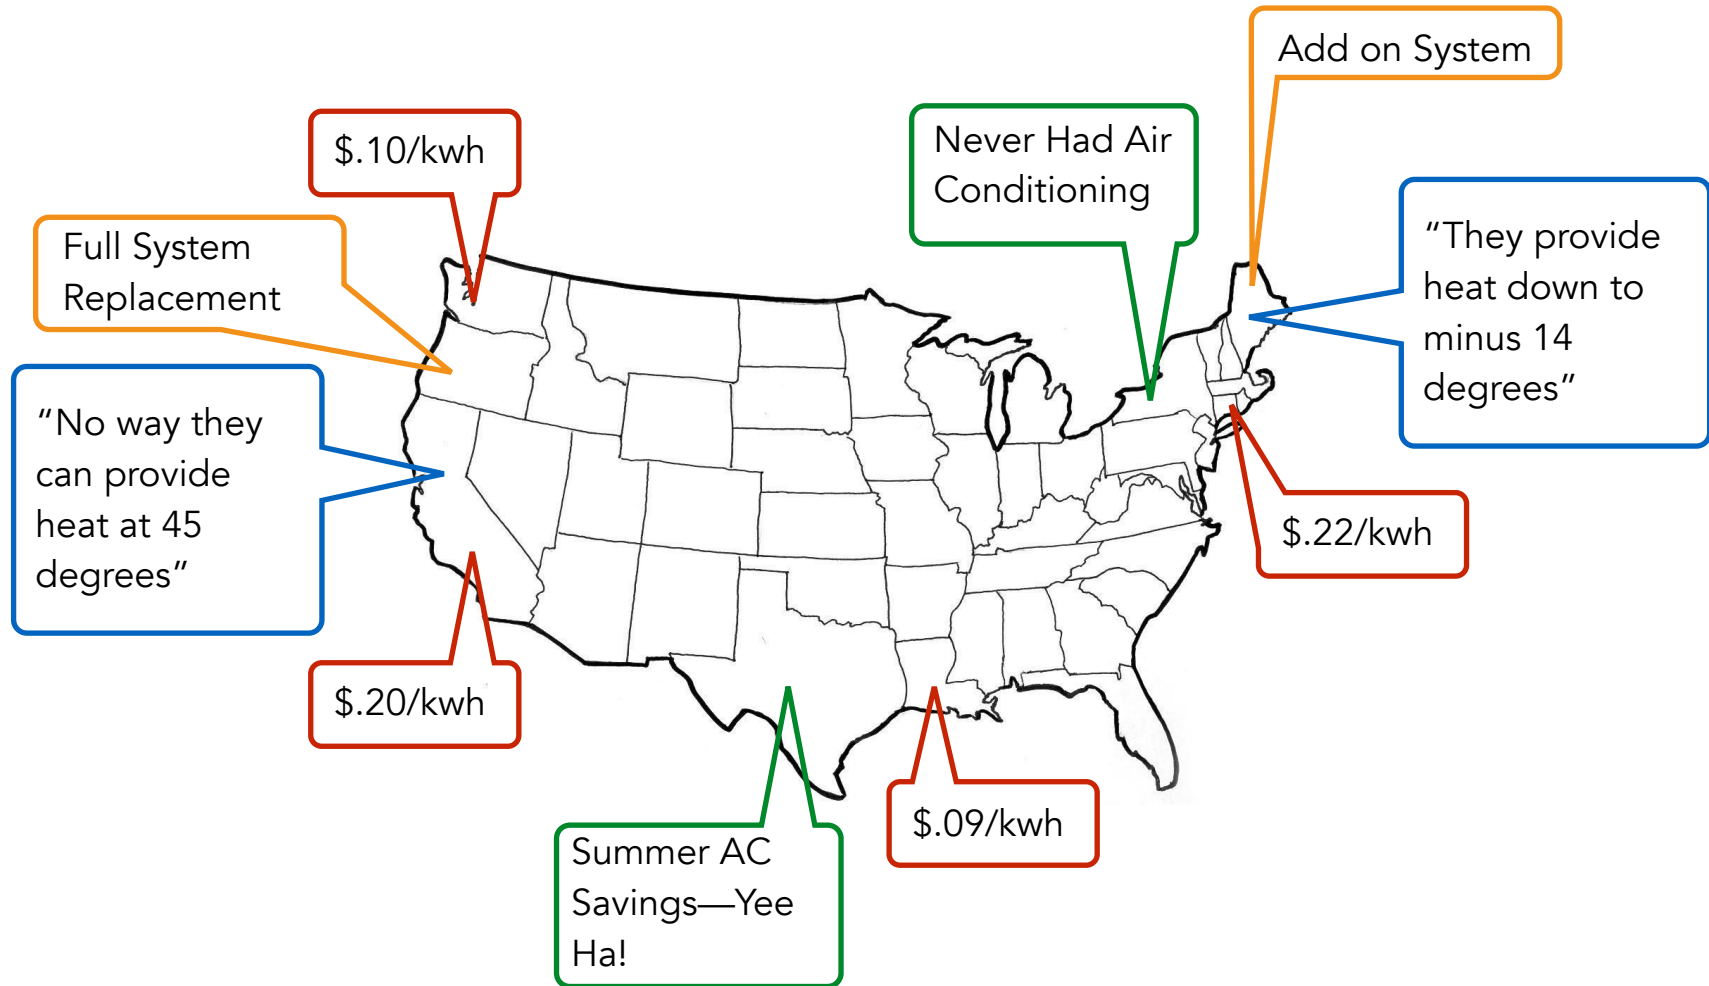 Add on System
$.10/kwh
Never Had Air
Conditioning
Full System
Replacement
“They provide
heat down to
minus 14
degrees”
“No way they
can provide
heat at 45
degrees”
$.22/kwh
$.20/kwh
$.09/kwh
Summer AC
Savings—Yee
Ha!